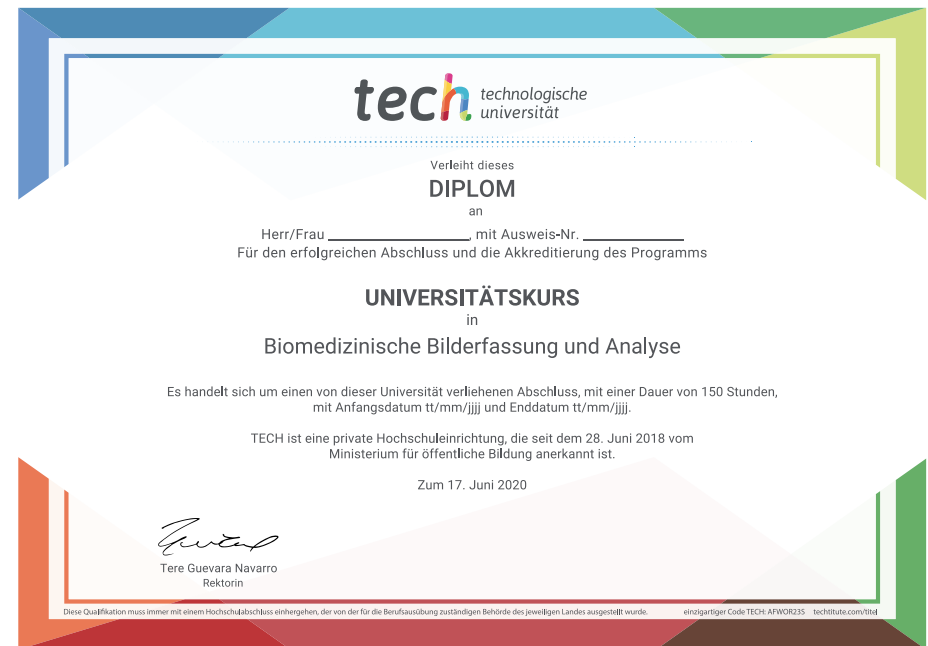 tech technologische
universität
Verleiht dieses
DIPLOM
an
Herr/Frau ____________________, mit Ausweis-Nr. ______________
Für den erfolgreichen Abschluss und die Akkreditierung des Programms
UNIVERSITÄTSKURS
in
Biomedizinische Bilderfassung und Analyse
Es handelt sich um einen von dieser Universität verliehenen Abschluss, mit einer Dauer von 150 Stunden,
mit Anfangsdatum tt/mm/jjjj und Enddatum tt/mm/jjjj.
TECH ist eine private Hochschuleinrichtung, die seit dem 28. Juni 2018 vom
Ministerium für öffentliche Bildung anerkannt ist.
Zum 17. Juni 2020
Tere Guevara Navarro
Rektorin
Diese Qualifikation muss immer mit einem Hochschulabschluss einhergehen, der von der für die Berufsausübung zuständigen Behörde des jeweiligen Landes ausgestellt wurde. einzigartiger Code TECH: AFWOR23S techtitute.com/titel